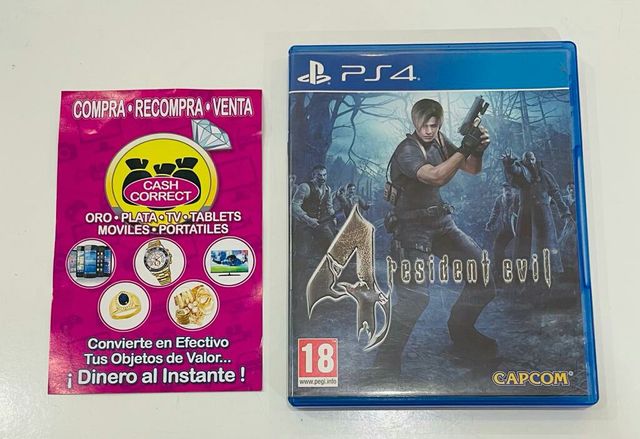 COMPRA • RECOMPRA • VENTA
CASH
CORRECT
ORO • PLATA • TV • TABLETS
MOVILES • PORTATILES
Convierte en Efectivo
Tus Objetos de Valor...
¡ Dinero al Instante !
PS4
4
resident evil
18
www.pegi.info
CAPCOM